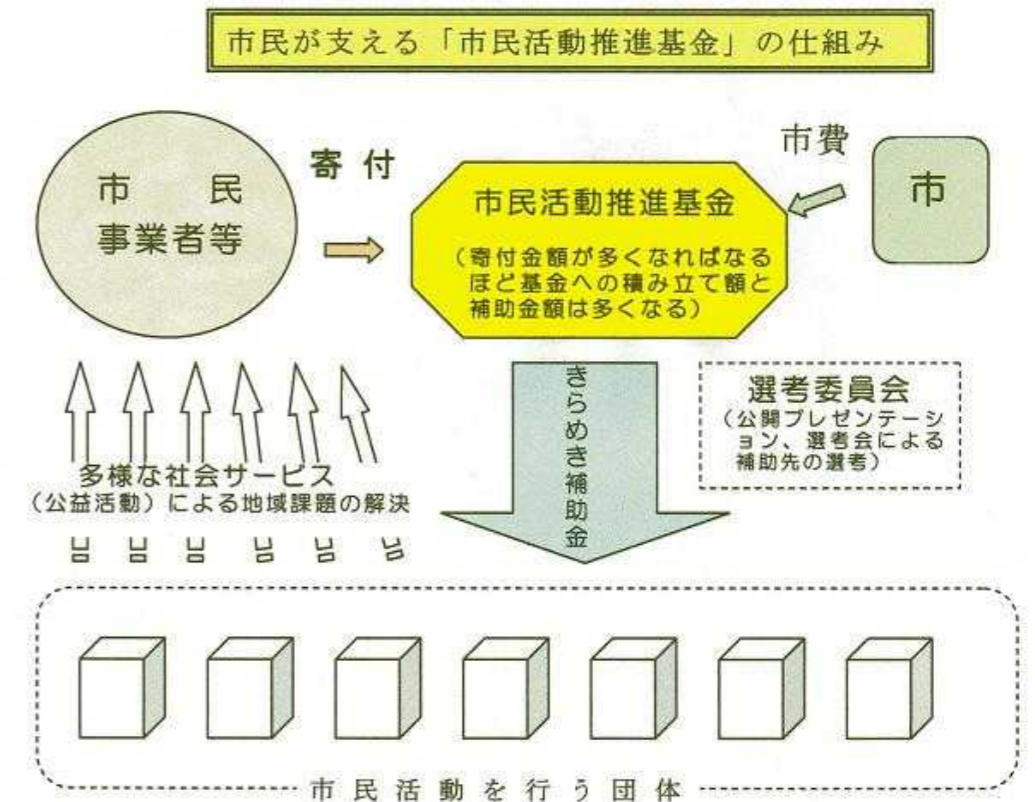 市民が支える「市民活動推進基金」の仕組み
市民
事業者等
寄付
市費
市
市民活動推進基金
（寄付金額が多くなればなる
ほど基金への積み立て額と
補助金額は多くなる）
きらめき補助金
選考委員会
（公開プレゼンテーシ
ョン、選考会による
補助先の選考）
多様な社会サービス
（公益活動）による地域課題の解決
市民活動を行う団体